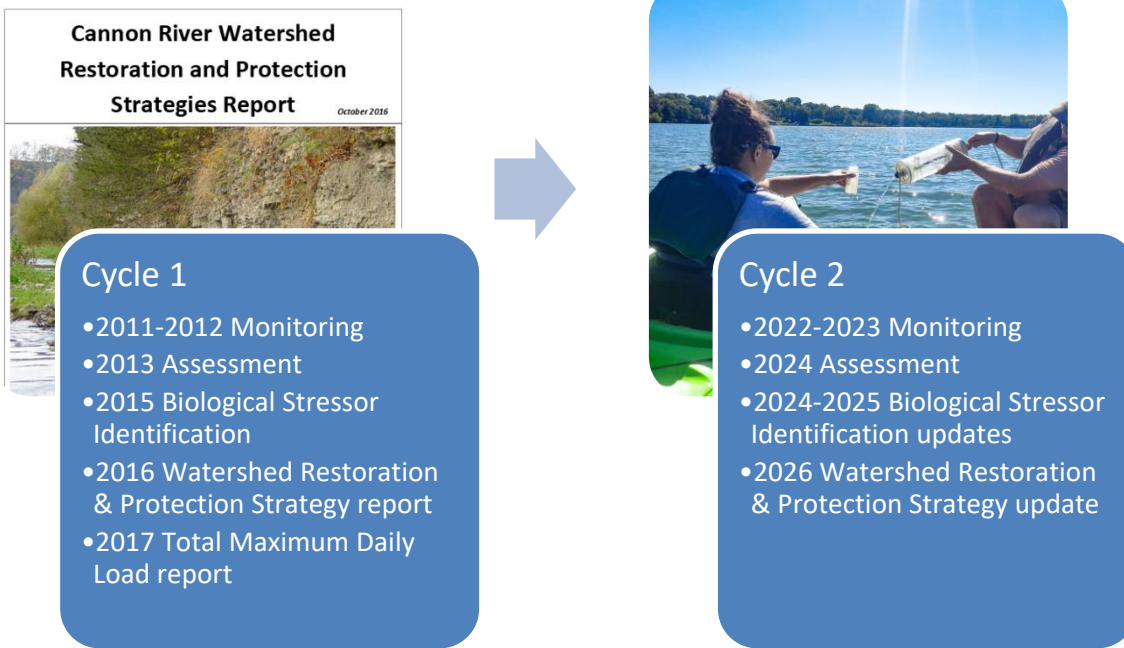 Cannon River Watershed
Restoration and Protection
Strategies Report
October 2016
Cycle 1
•2011-2012 Monitoring
•2013 Assessment
•2015 Biological Stressor
Identification
•2016 Watershed Restoration
& Protection Strategy report
•2017 Total Maximum Daily
Load report
Cycle 2
•2022-2023 Monitoring
•2024 Assessment
•2024-2025 Biological Stressor
Identification updates
•2026 Watershed Restoration
& Protection Strategy update